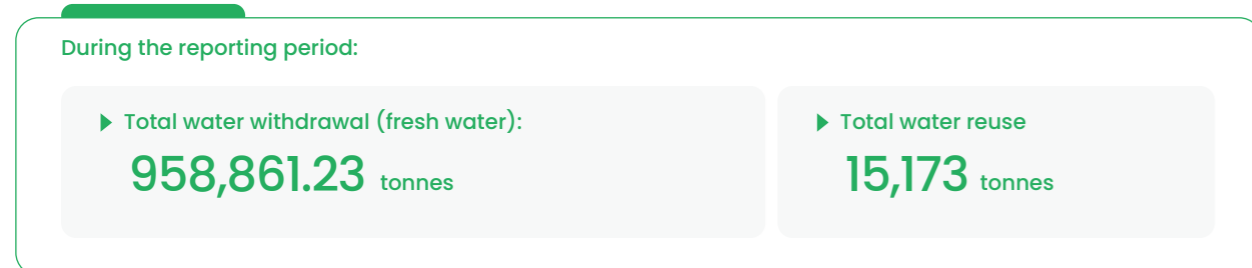 During the reporting period:
Total water withdrawal (fresh water):
958,861.23 tonnes
Total water reuse
15,173 tonnes